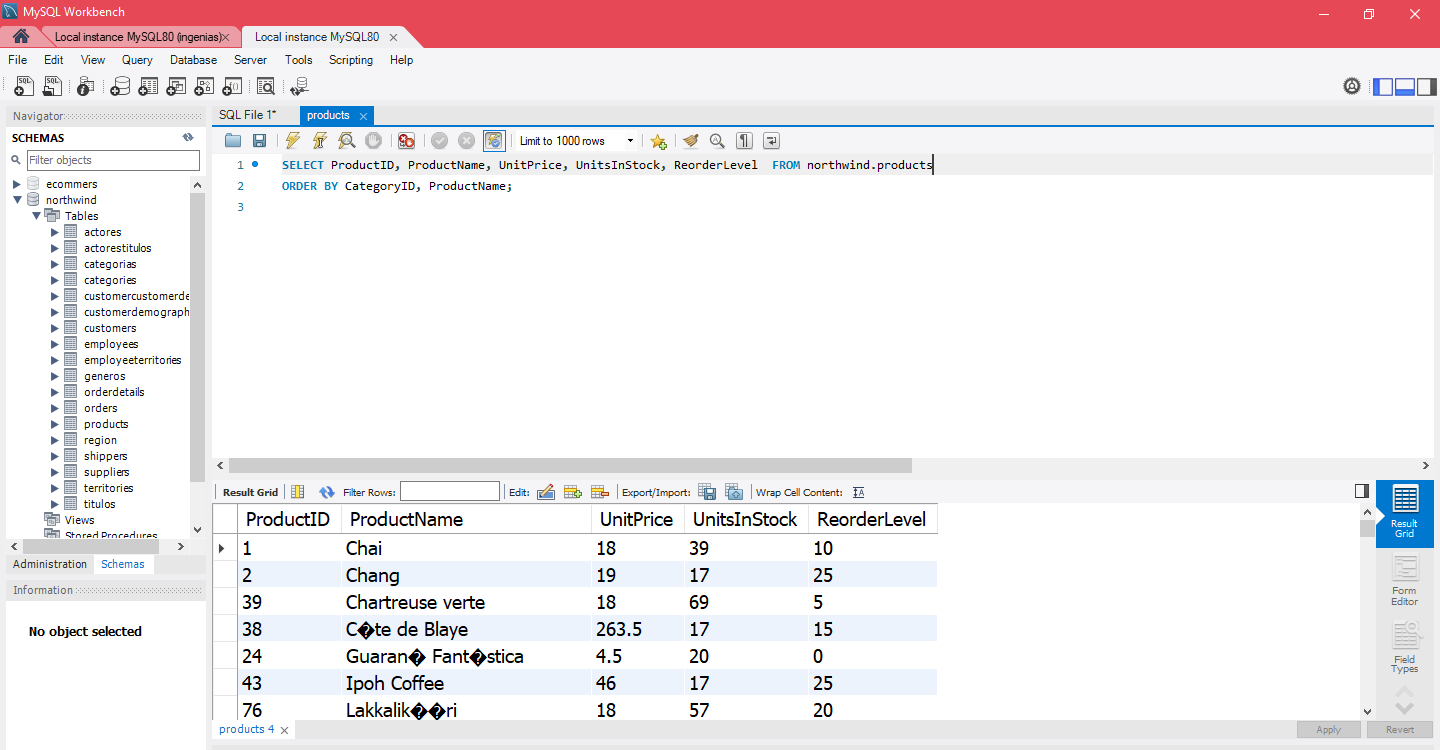 MySQL Workbench
Local instance MySQL80 (ingenias)
Local instance MySQL80
File Edit View Query Database Server Tools Scripting Help
Navigator
SCHEMAS
Filter objects
ecommers
northwind
Tables
actores
actorestitulos
categorias
categories
customercustomerde
customerdemograph
customers
employees
employeeterritories
generos
orderdetails
orders
products
region
shippers
suppliers
territories
titulos
Views
Stored Procedures
Administration Schemas
Information
No object selected
SQL File 1* products
Limit to 1000 rows
1 SELECT ProductID, ProductName, UnitPrice, UnitsInStock, ReorderLevel  FROM northwind.products
2 ORDER BY CategoryID, ProductName;
3
Result Grid Filter Rows: Edit: Export/Import: Wrap Cell Content:
ProductID ProductName UnitPrice UnitsInStock ReorderLevel
1 Chai 18 39 10
2 Chang 19 17 25
39 Chartreuse verte 18 69 5
38 C�te de Blaye 263.5 17 15
24 Guaran� Fant�stica 4.5 20 0
43 Ipoh Coffee 46 17 25
76 Lakkalik��ri 18 57 20
products 4
Result
Grid
Form
Editor
Field
Types
Apply Revert